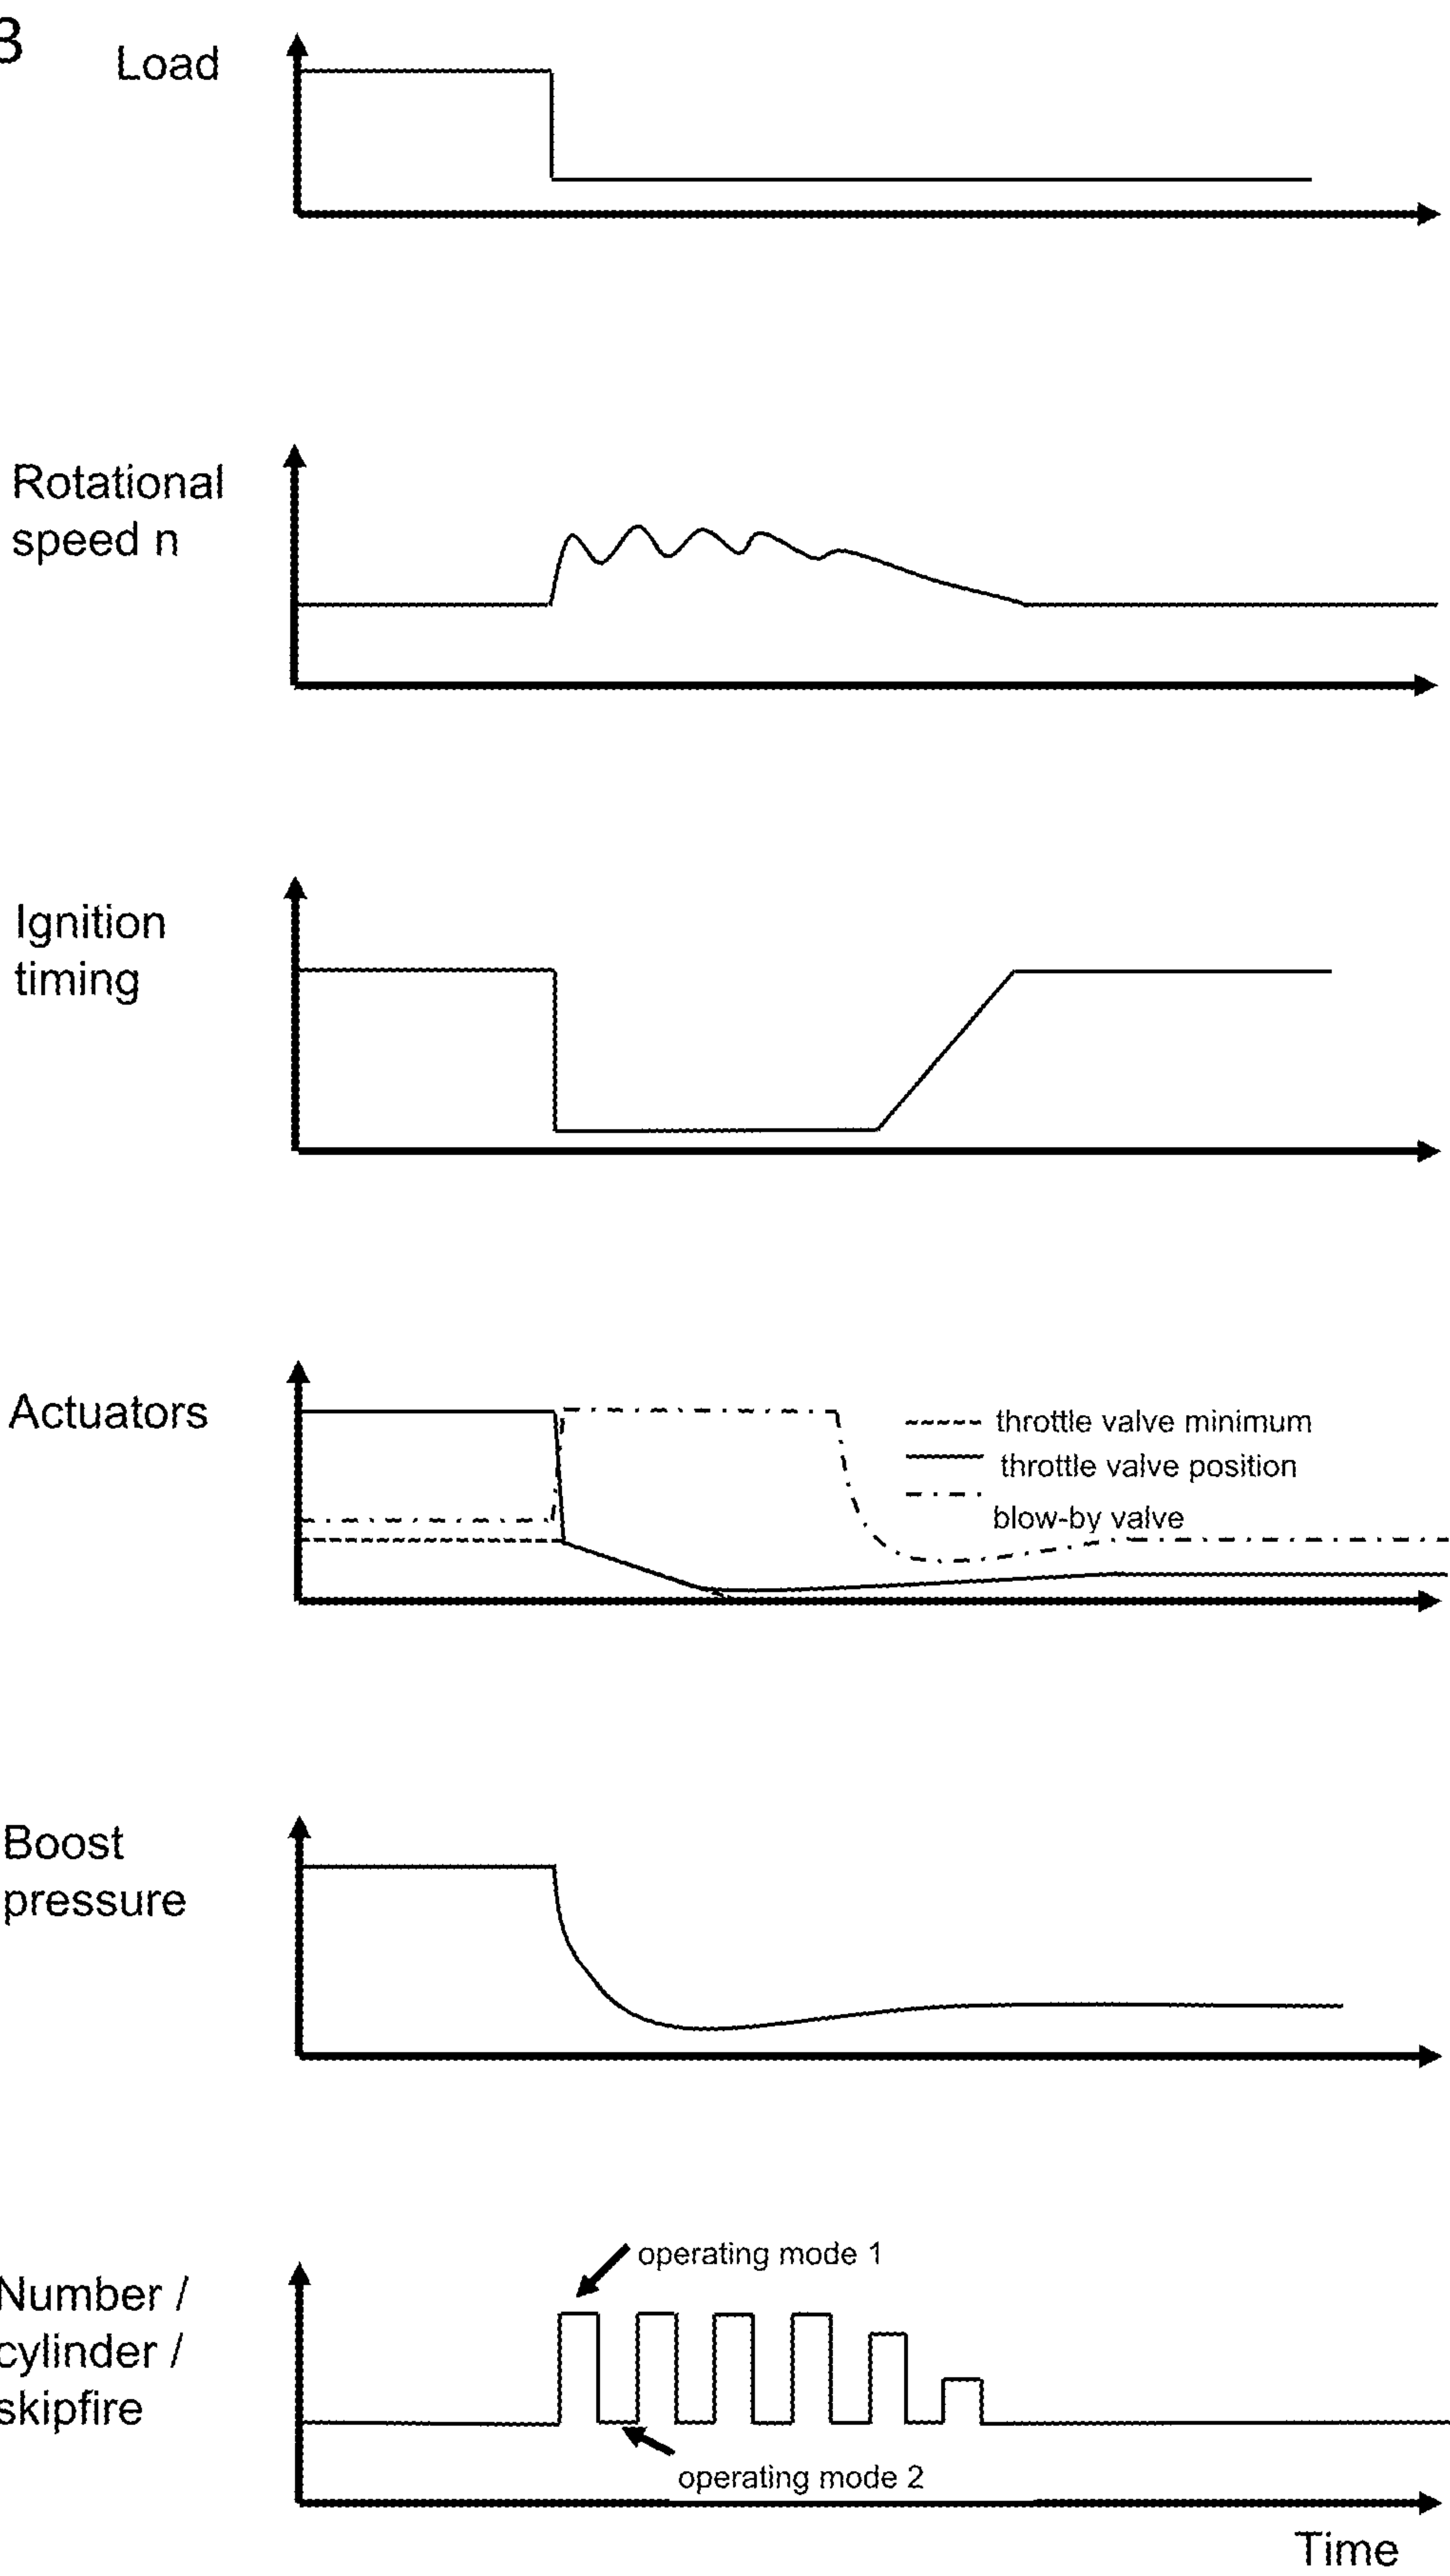 Load
Rotational
speed n
Ignition
timing
Actuators
throttle valve minimum
throttle valve position
blow-by valve
Boost
pressure
operating mode 1
Number /
cylinder /
skipfire
operating mode 2
Time